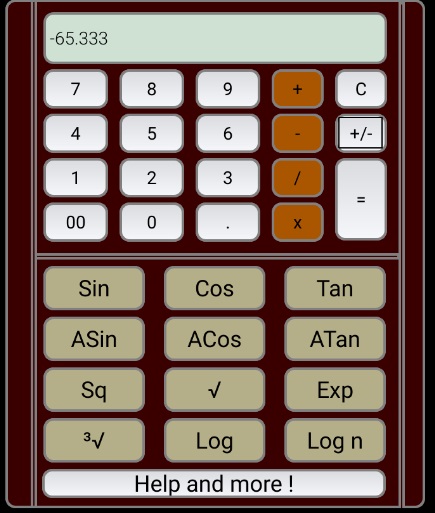 -65.333
7 8 9 + C
4 5 6 - +/-
1 2 3 / =
00 0 . x
Sin Cos Tan
ASin ACos ATan
Sq √ Exp
³√ Log Log n
Help and more !